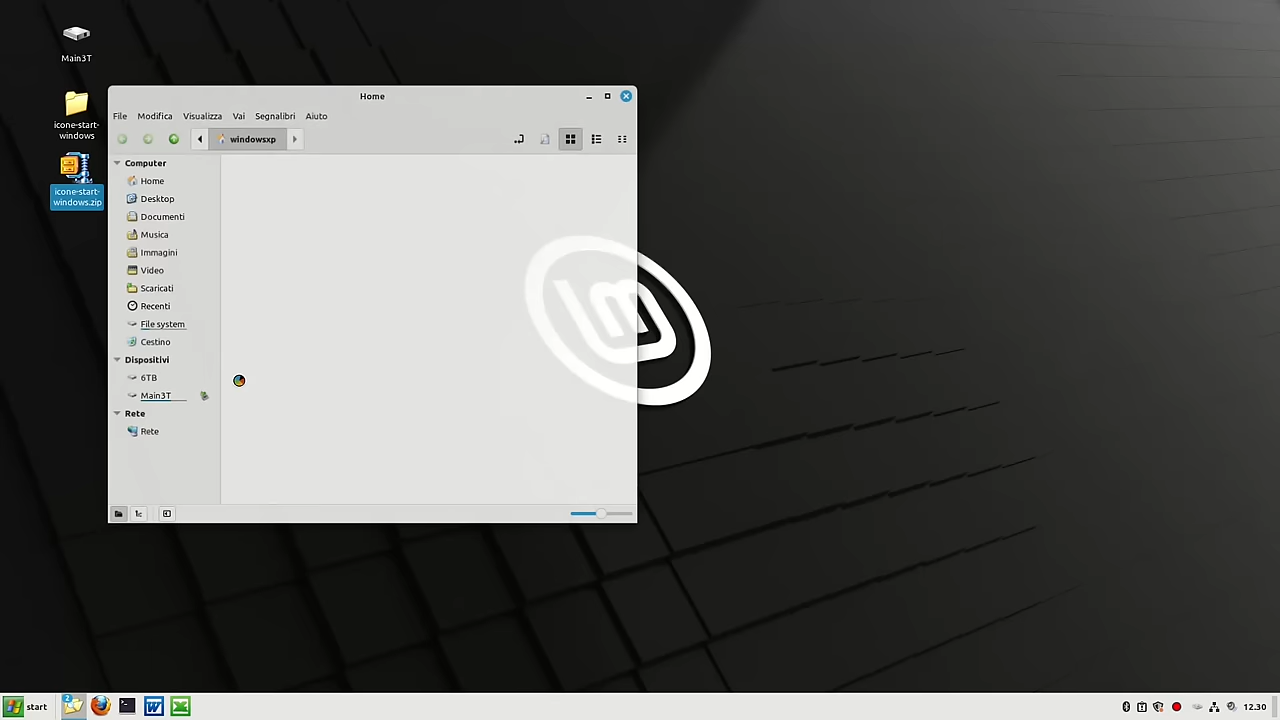 Main3T
icone-start-
windows
icone-start-
windows.zip
Home
File Modifica Visualizza Vai Segnalibri Aiuto
windowsxp
Computer
Home
Desktop
Documenti
Musica
Immagini
Video
Scaricati
Recenti
File system
Cestino
Dispositivi
6TB
Main3T
Rete
Rete
start
2
12.30